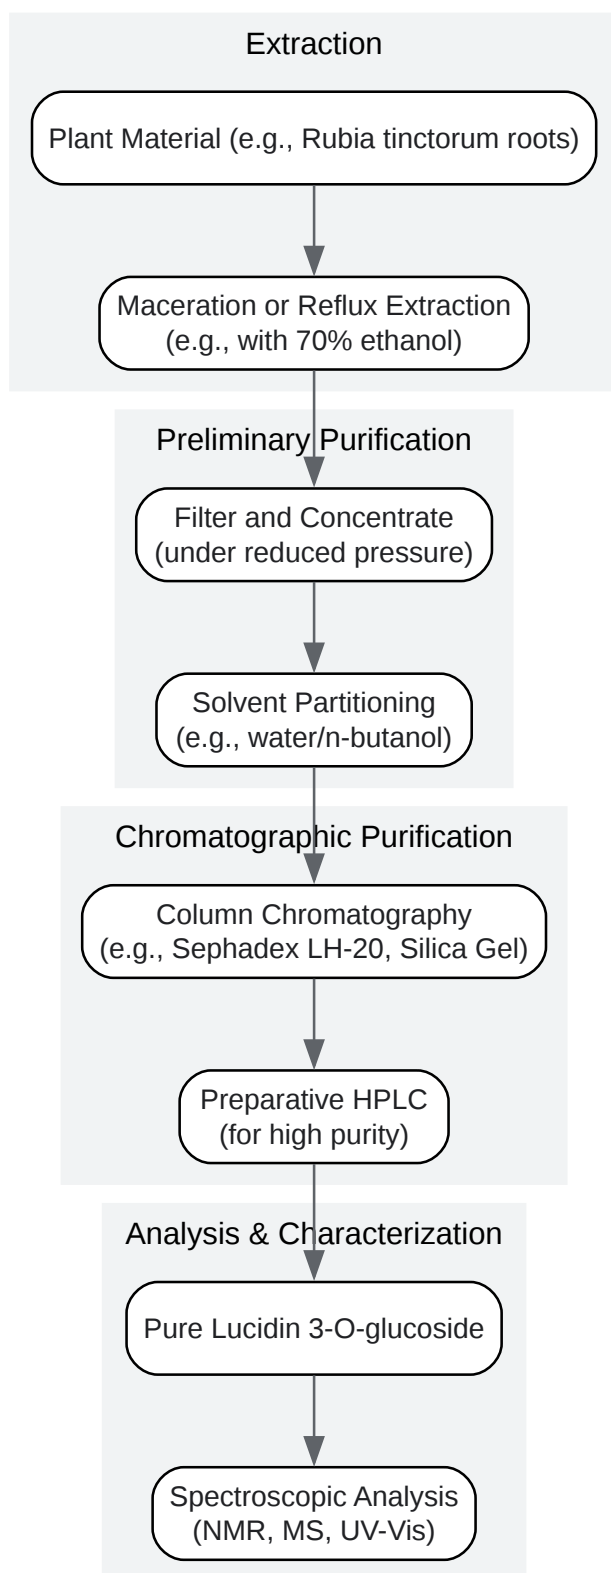 Extraction
Plant Material (e.g., Rubia tinctorum roots)
Maceration or Reflux Extraction
(e.g., with 70% ethanol)
Preliminary Purification
Filter and Concentrate
(under reduced pressure)
Solvent Partitioning
(e.g., water/n-butanol)
Chromatographic Purification
Column Chromatography
(e.g., Sephadex LH-20, Silica Gel)
Preparative HPLC
(for high purity)
Analysis & Characterization
Pure Lucidin 3-O-glucoside
Spectroscopic Analysis
(NMR, MS, UV-Vis)